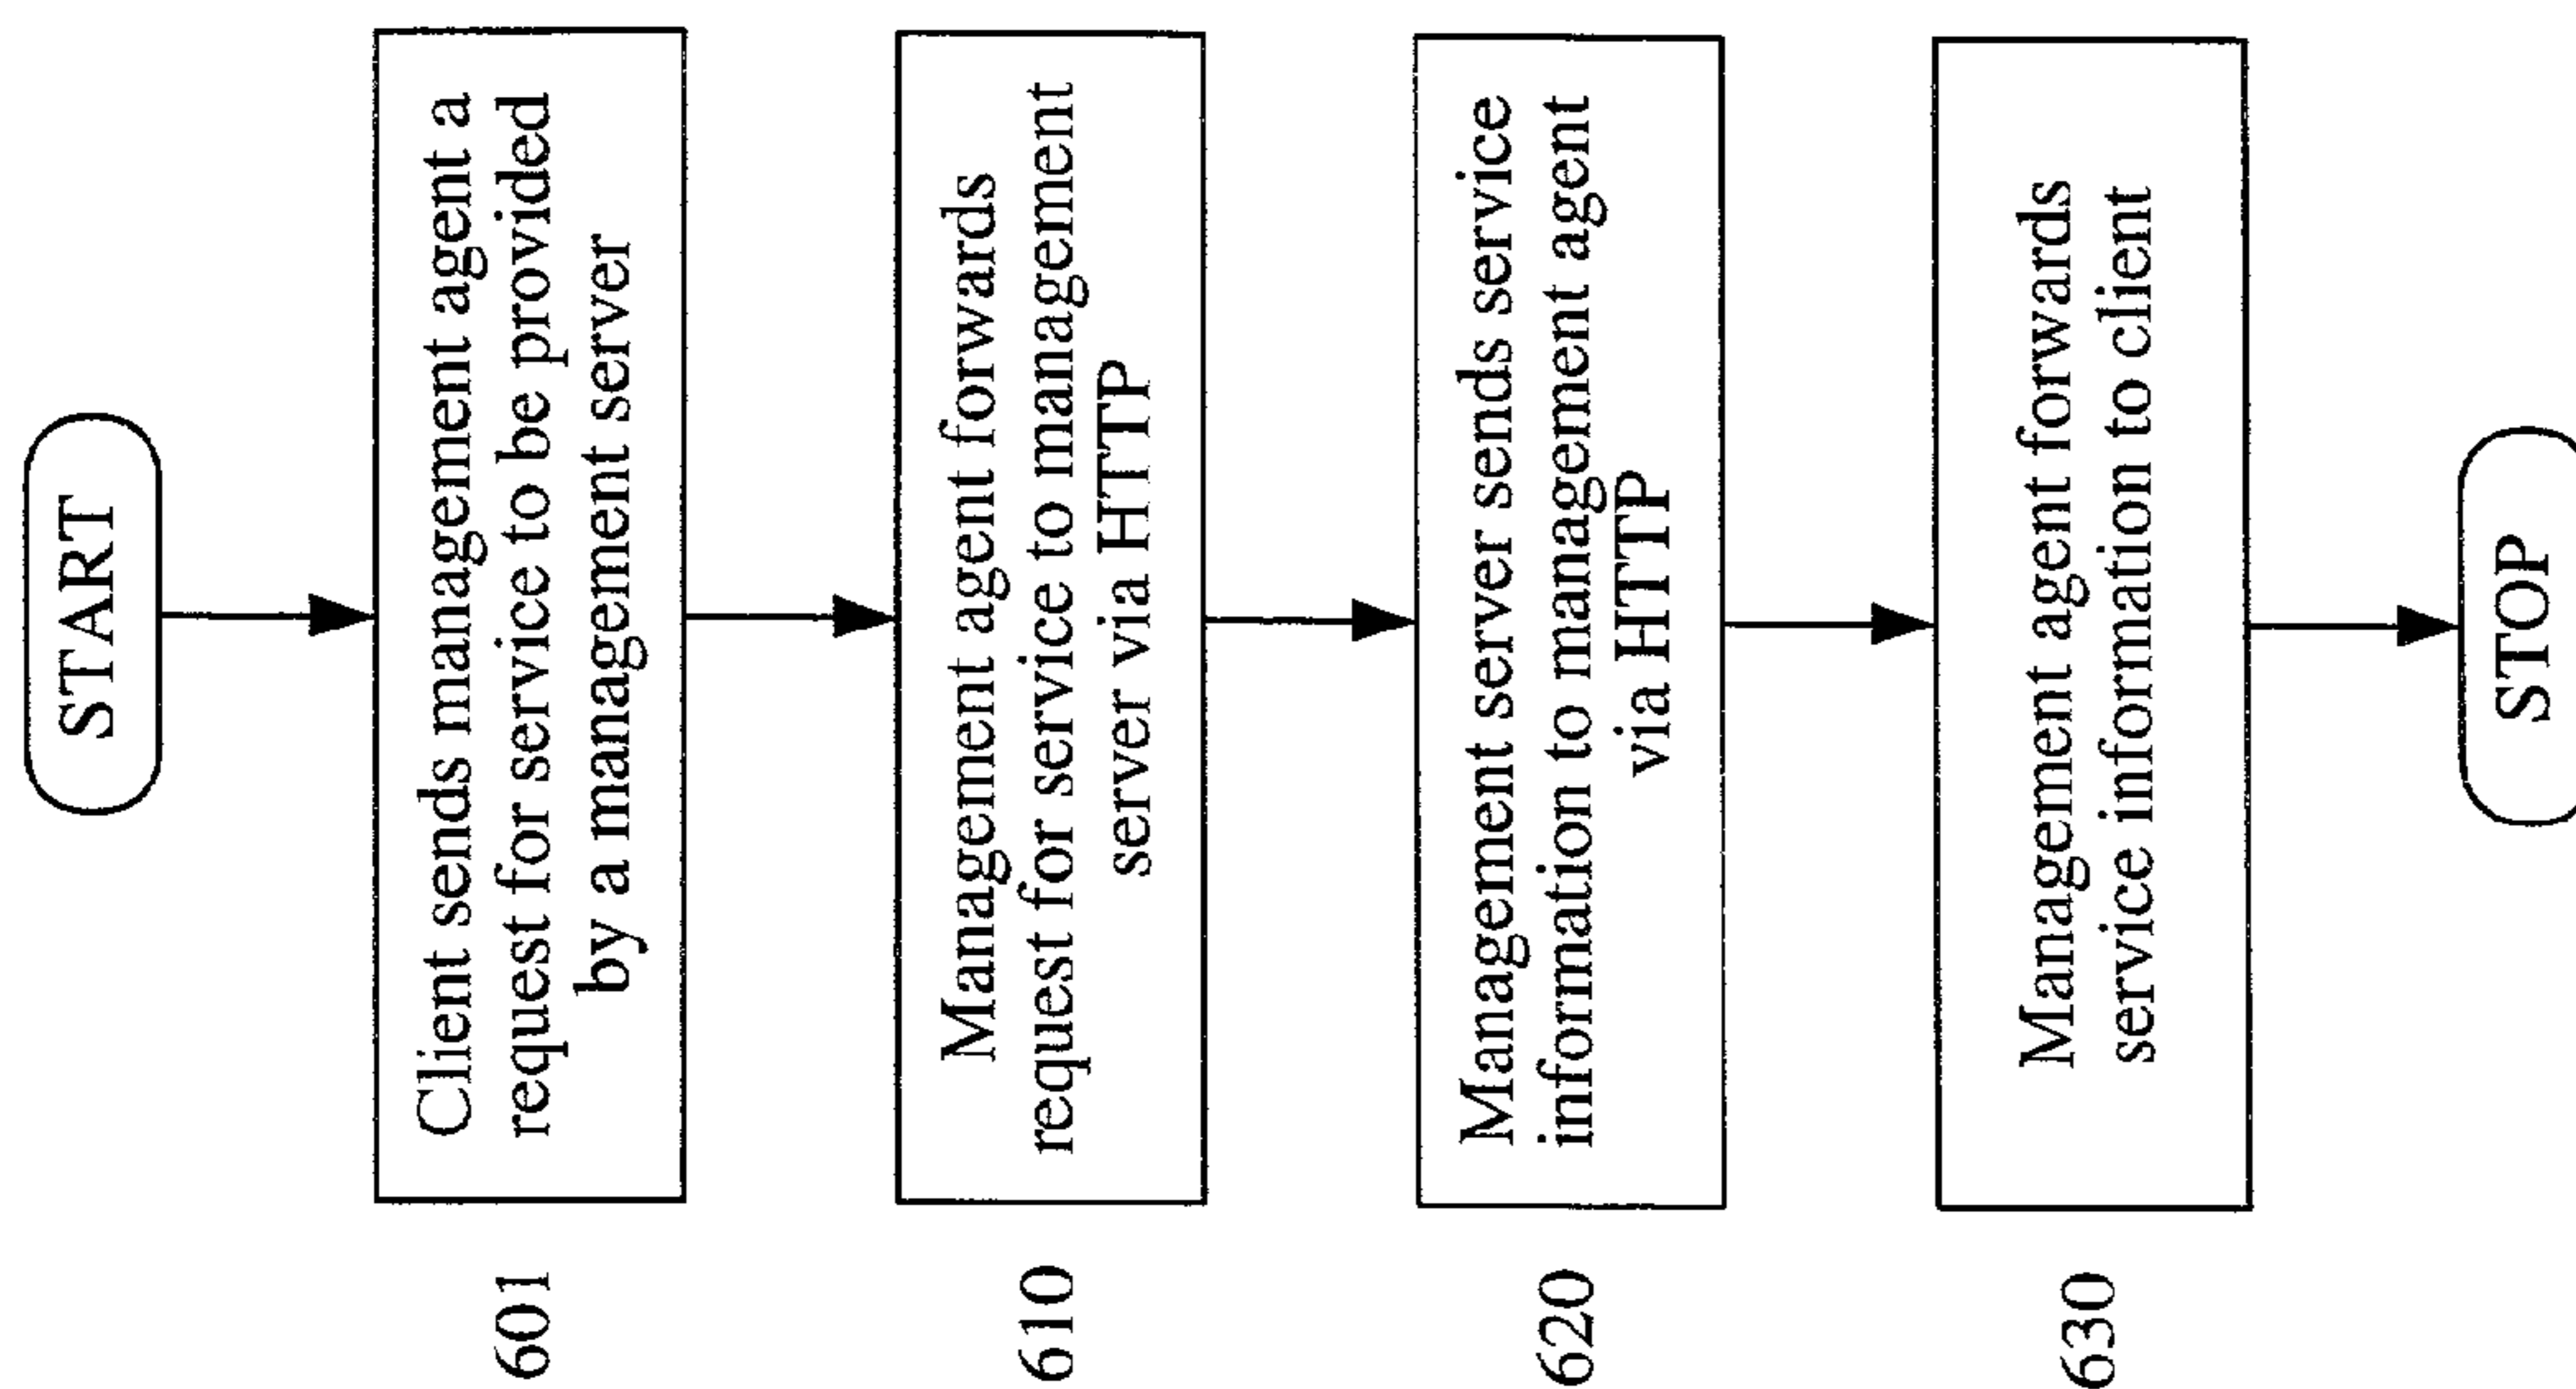 START
601
Client sends management agent a
request for service to be provided
by a management server
610
Management agent forwards
request for service to management
server via HTTP
620
Management server sends service
information to management agent
via HTTP
630
Management agent forwards
service information to client
STOP